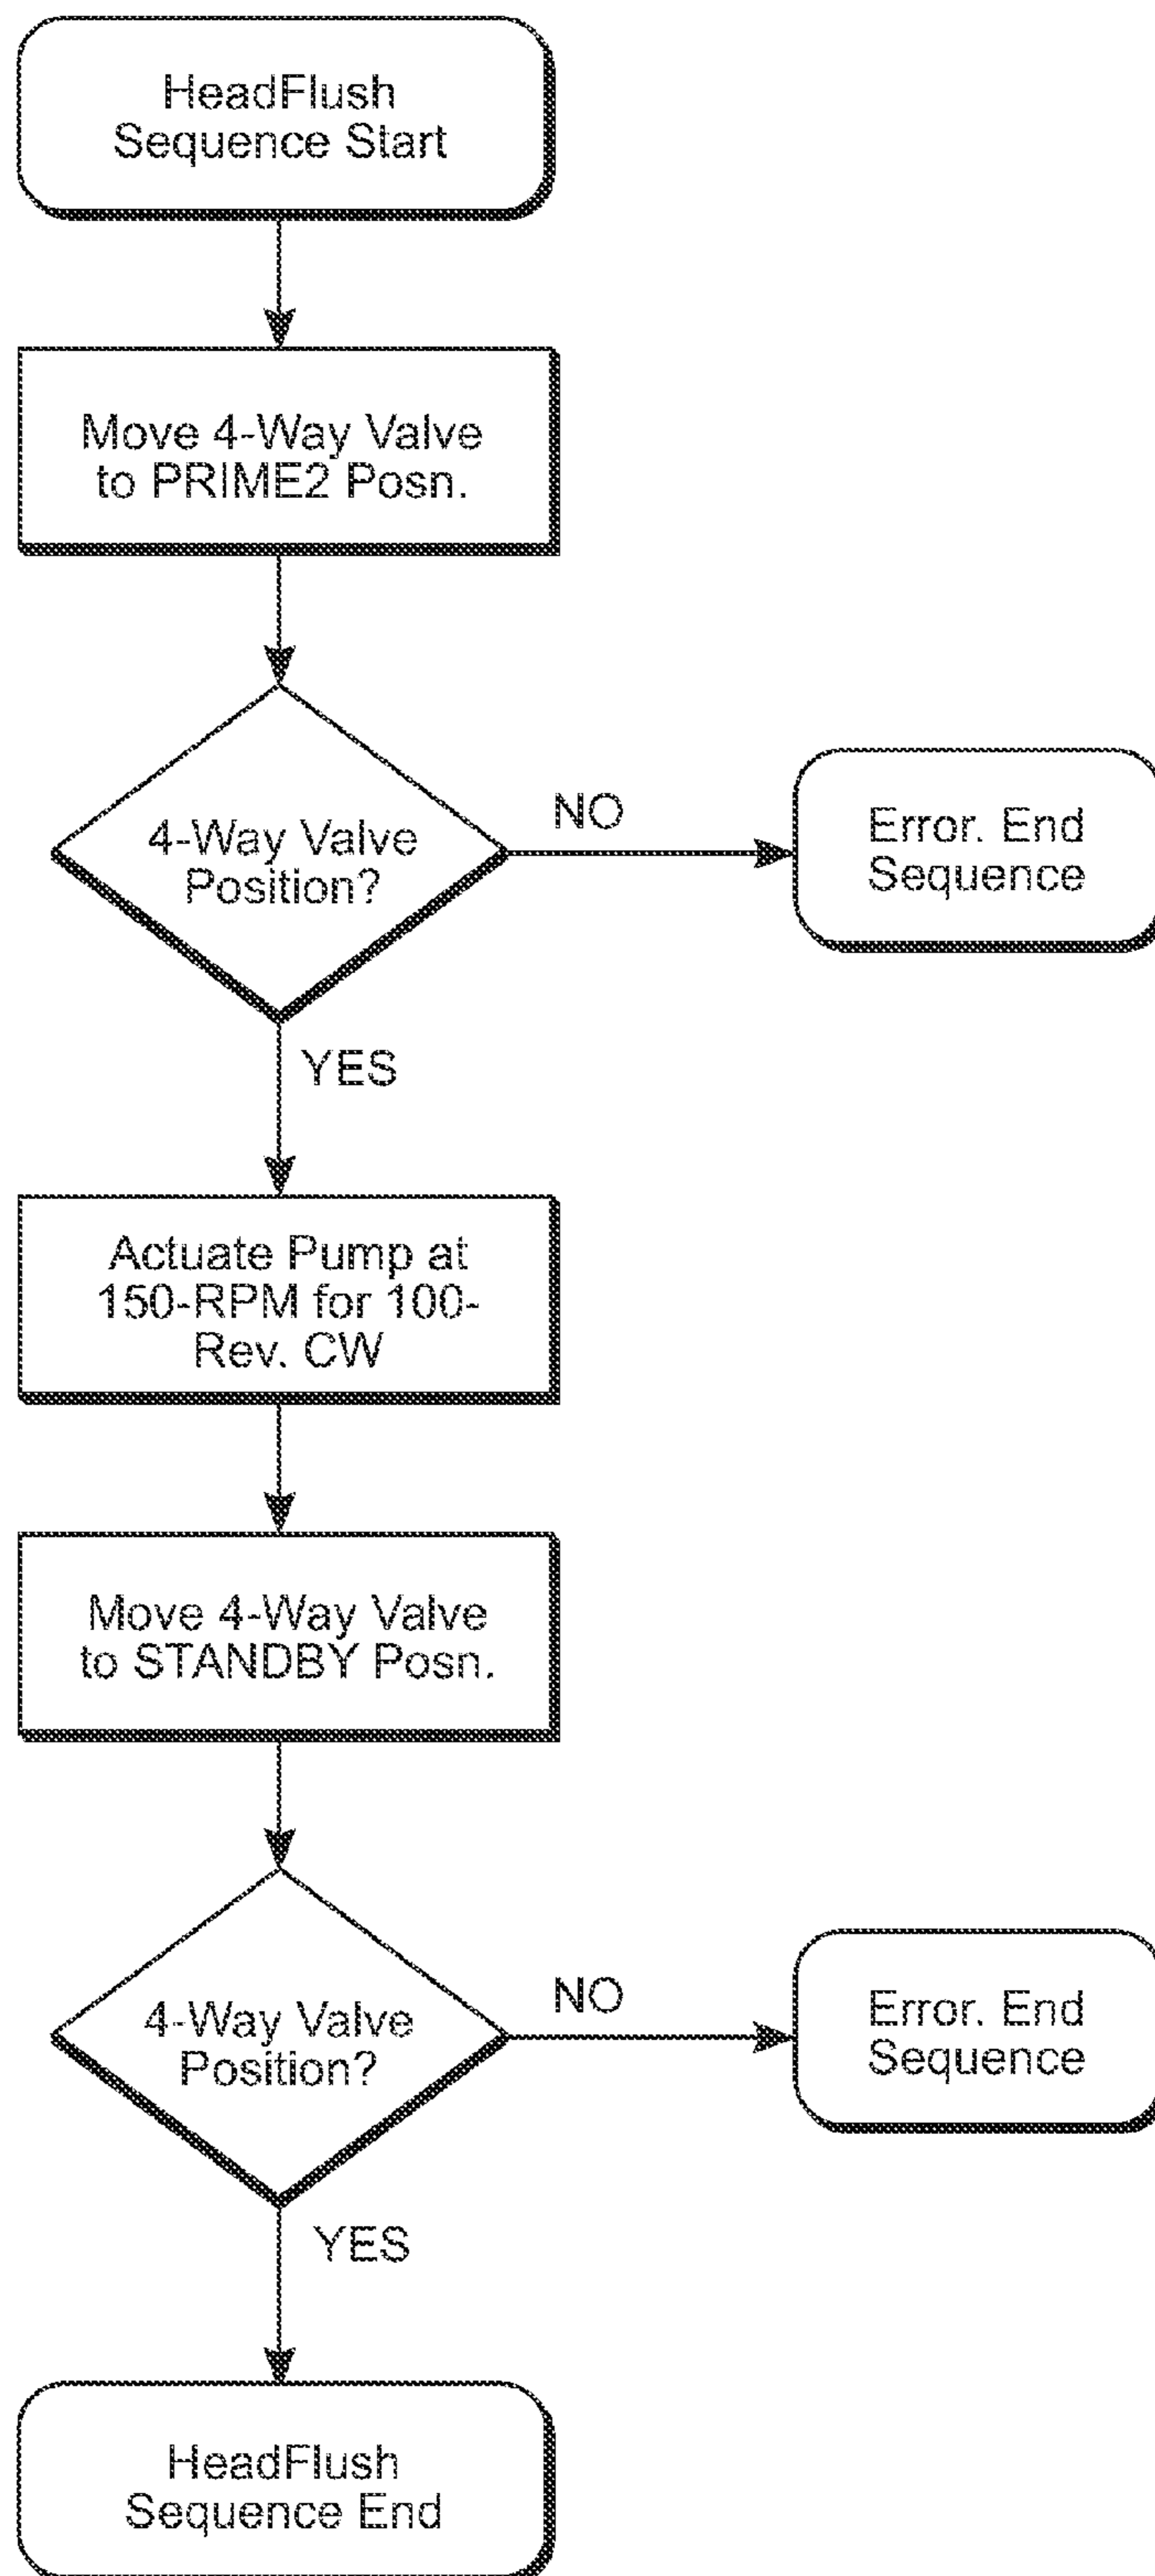 HeadFlush
Sequence Start
Move 4-Way Valve
to PRIME2 Posn.
4-Way Valve
Position?
NO
Error. End
Sequence
YES
Actuate Pump at
150-RPM for 100-
Rev. CW
Move 4-Way Valve
to STANDBY Posn.
4-Way Valve
Position?
NO
Error. End
Sequence
YES
HeadFlush
Sequence End